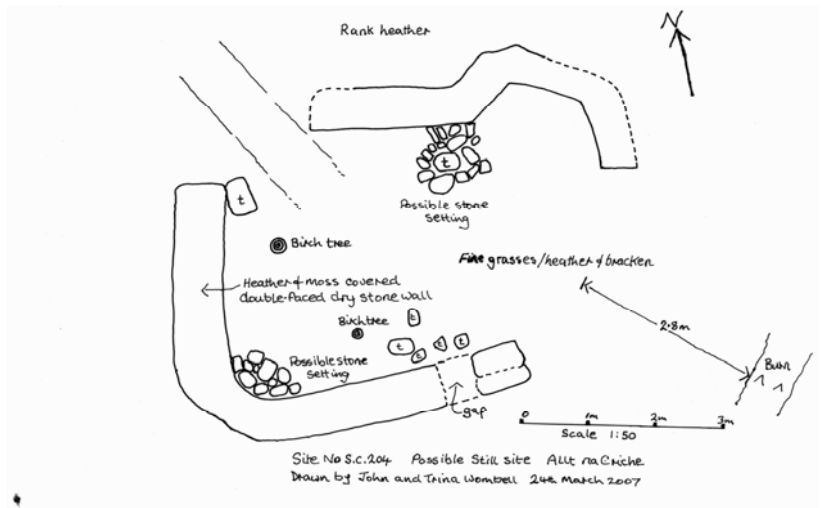 Rank heather
N
t
t
Possible stone
setting
Birch tree
Fine grasses/heather & bracken
Heather & moss covered
double-faced dry stone wall
2.8m
Birch tree
t
t
t
t
t
Possible stone
setting
Burn
gap
0 1m 2m 3m
Scale 1:50
Site No S.C.204 Possible Still site Allt na Criche
Drawn by John and Trina Wombell 24th March 2007